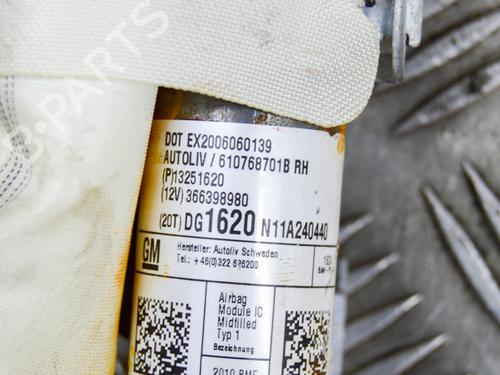 DOT EX2006060139
AUTOLIV / 610768701B RH
(P)13251620
(12V) 366398980
(20T) DG1620 N11A240440
GM
Hersteller: Autoliv Schweden
Tel.: +46(0)322 626200
Airbag
Module IC
Midfilled
Typ 1
Bezeichnung